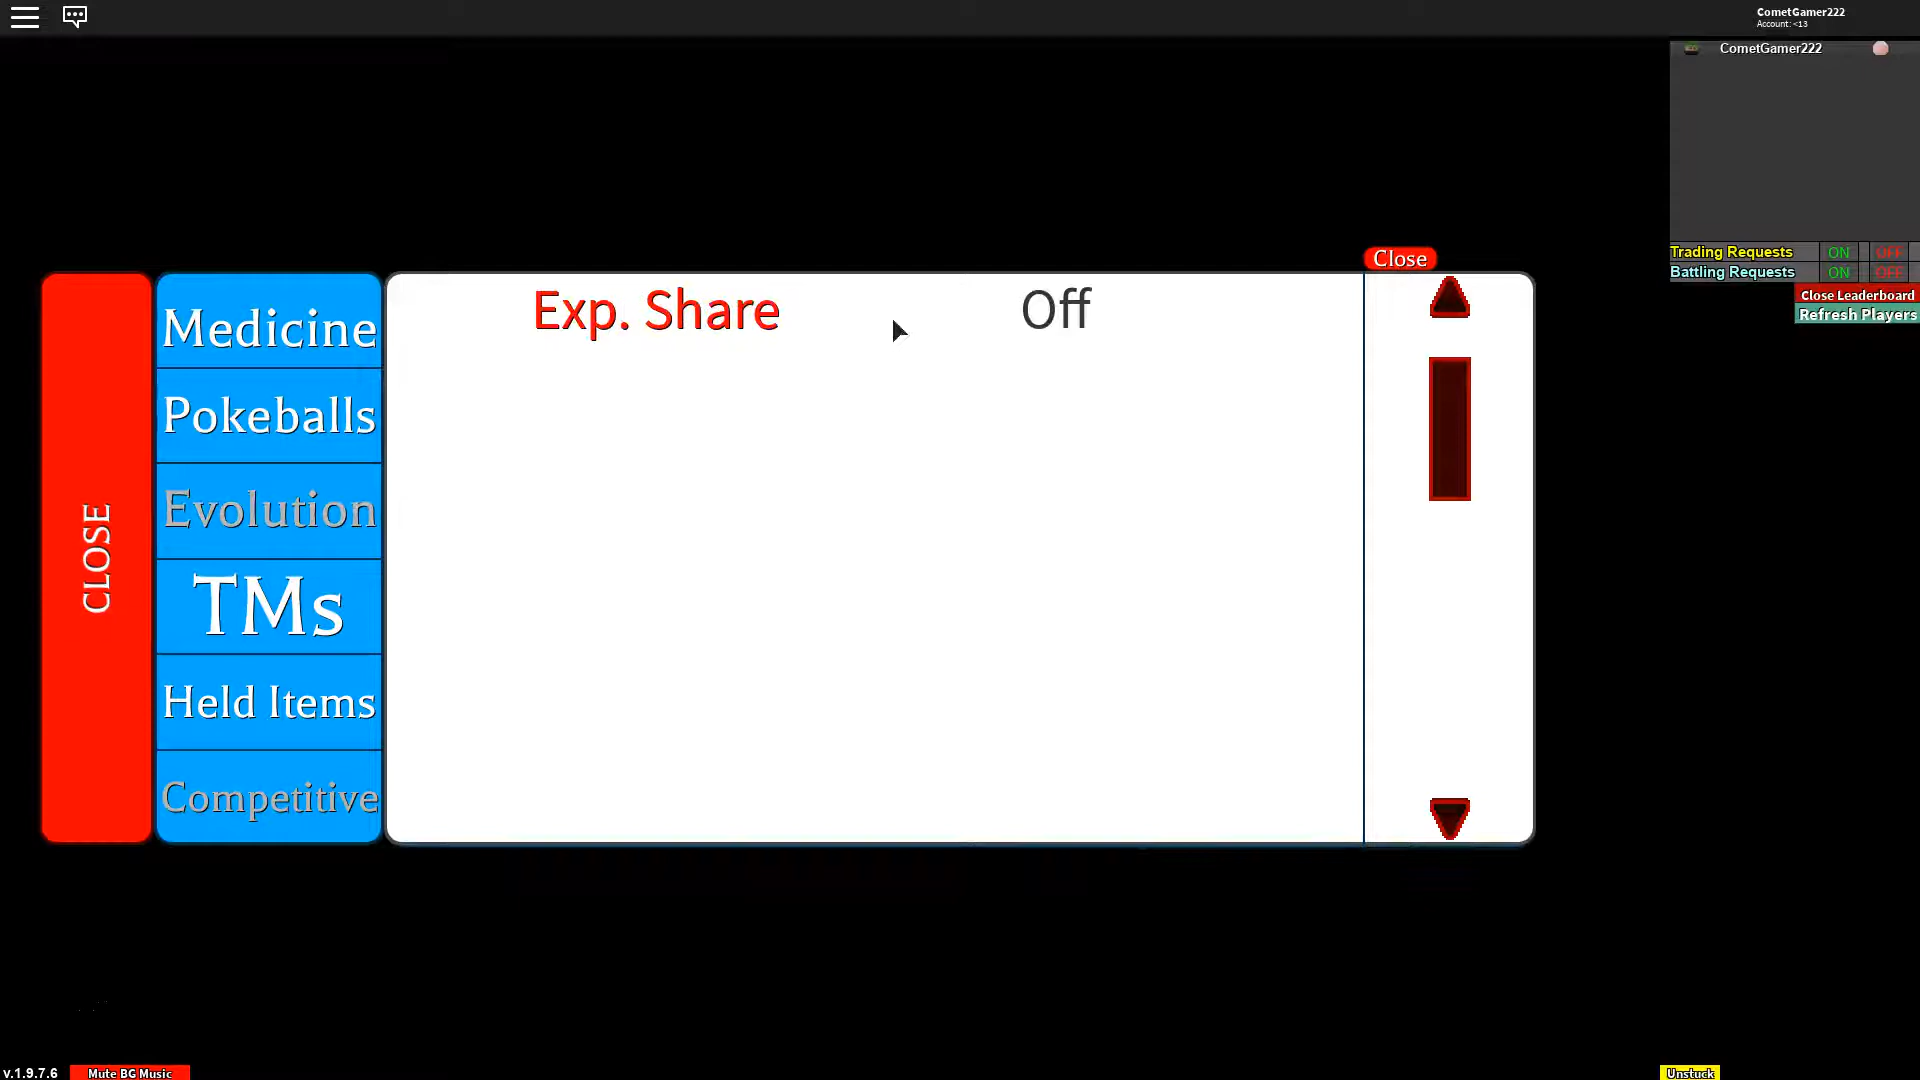 CometGamer222
Account: <13
CometGamer222
Trading Requests ON OFF
Battling Requests ON OFF
Close Leaderboard
Refresh Players
Close
Exp. Share Off
CLOSE
Medicine
Pokeballs
Evolution
TMs
Held Items
Competitive
v.1.9.7.6
Mute BG Music
Unstuck